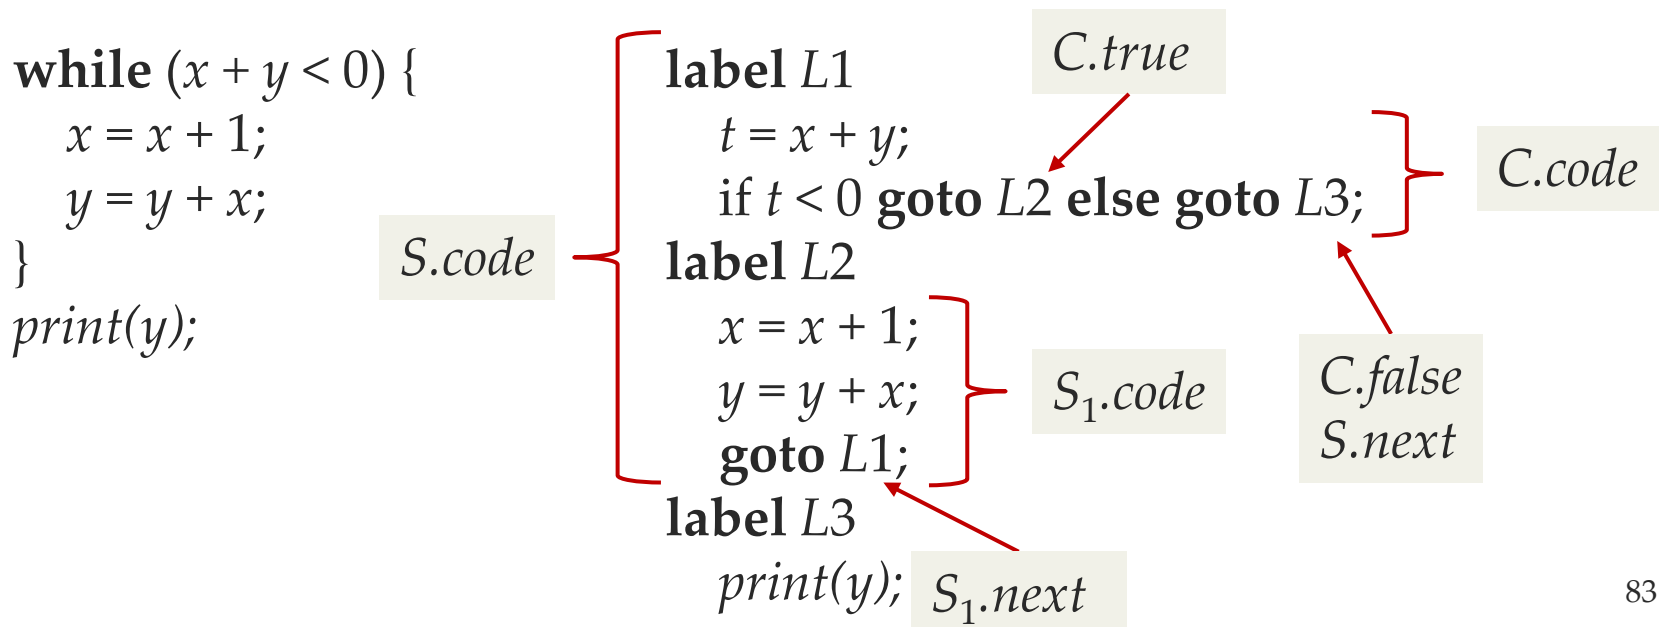 while (x + y < 0) {
x = x + 1;
y = y + x;
}
print(y);
S.code
label L1
t = x + y;
if t < 0 goto L2 else goto L3;
label L2
x = x + 1;
y = y + x;
goto L1;
label L3
print(y);
C.true
C.code
S₁.code
C.false
S.next
S₁.next
83